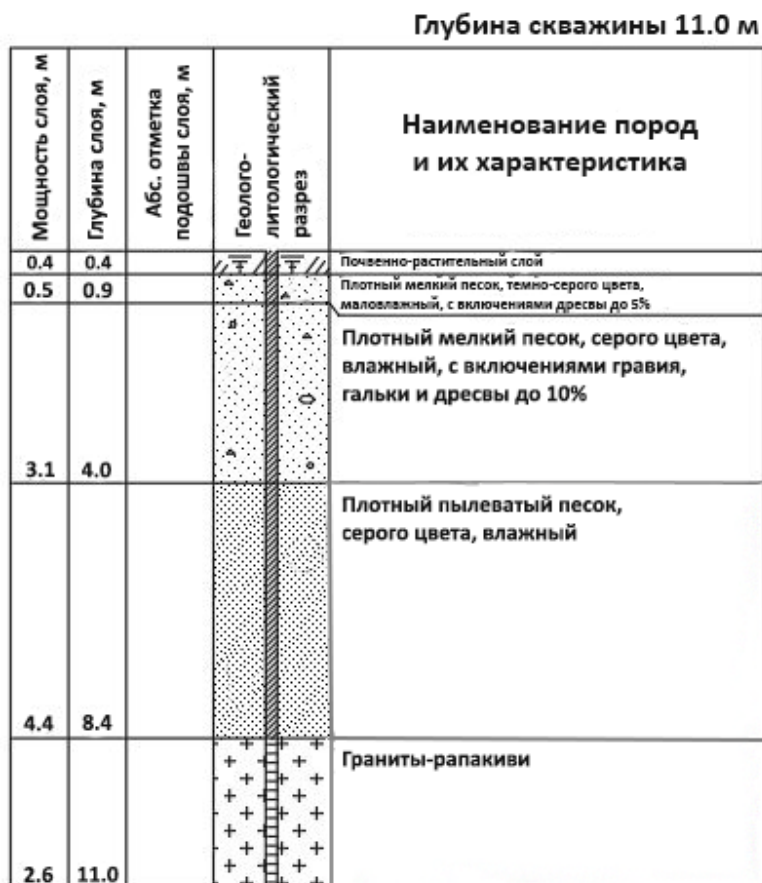 Глубина скважины 11.0 м
Мощность слоя, м
Глубина слоя, м
Абс. отметка
подошвы слоя, м
Геолого-
литологический
разрез
Наименование пород
и их характеристика
0.4 0.4 Почвенно-растительный слой
0.5 0.9 Плотный мелкий песок, темно-серого цвета,
маловлажный, с включениями дресвы до 5%
Плотный мелкий песок, серого цвета,
влажный, с включениями гравия,
гальки и дресвы до 10%
3.1 4.0
Плотный пылеватый песок,
серого цвета, влажный
4.4 8.4
Граниты-рапакиви
2.6 11.0